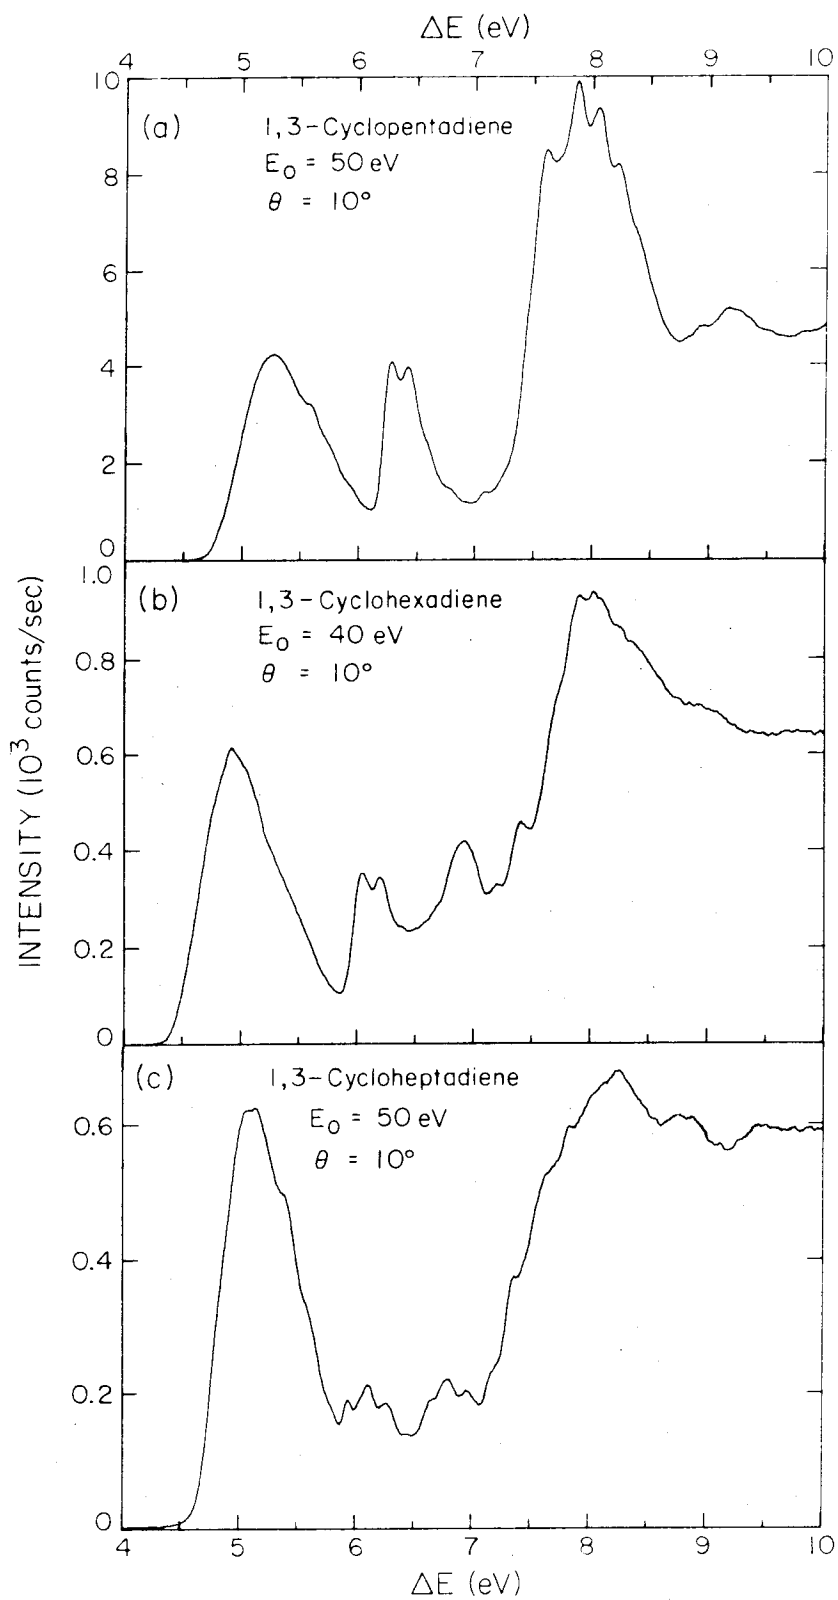 ΔE (eV)
4 5 6 7 8 9 10
10
(a) 1,3-Cyclopentadiene
E₀ = 50 eV
θ = 10°
8
6
4
2
0
INTENSITY (10³ counts/sec)
1.0
(b) 1,3-Cyclohexadiene
E₀ = 40 eV
θ = 10°
0.8
0.6
0.4
0.2
0
(c) 1,3-Cycloheptadiene
E₀ = 50 eV
θ = 10°
0.6
0.4
0.2
0
4 5 6 7 8 9 10
ΔE (eV)